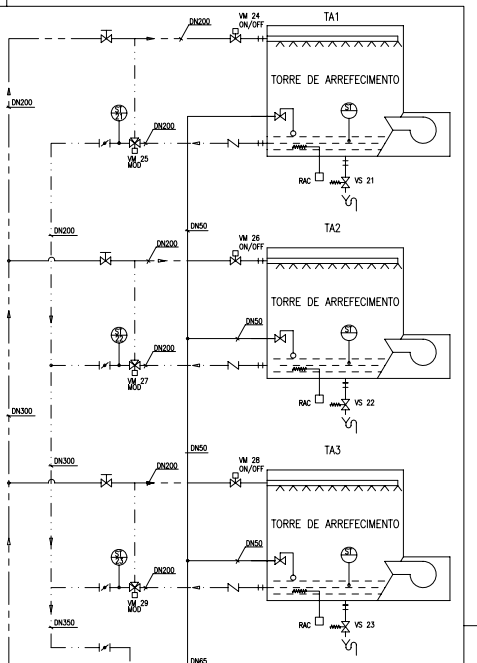 VM 24
ON/OFF
TA1
DN200
TORRE DE ARREFECIMENTO
DN200
ST
21
ST
DN200
VM 25
MOD
RAC
VS 21
DN200
DN50
VM 26
ON/OFF
TA2
DN200
TORRE DE ARREFECIMENTO
ST
22
DN50
ST
DN200
VM 27
MOD
RAC
VS 22
DN300
DN50
VM 28
ON/OFF
TA3
DN300
DN200
TORRE DE ARREFECIMENTO
ST
23
DN50
ST
DN200
VM 29
MOD
RAC
VS 23
DN350
DN65